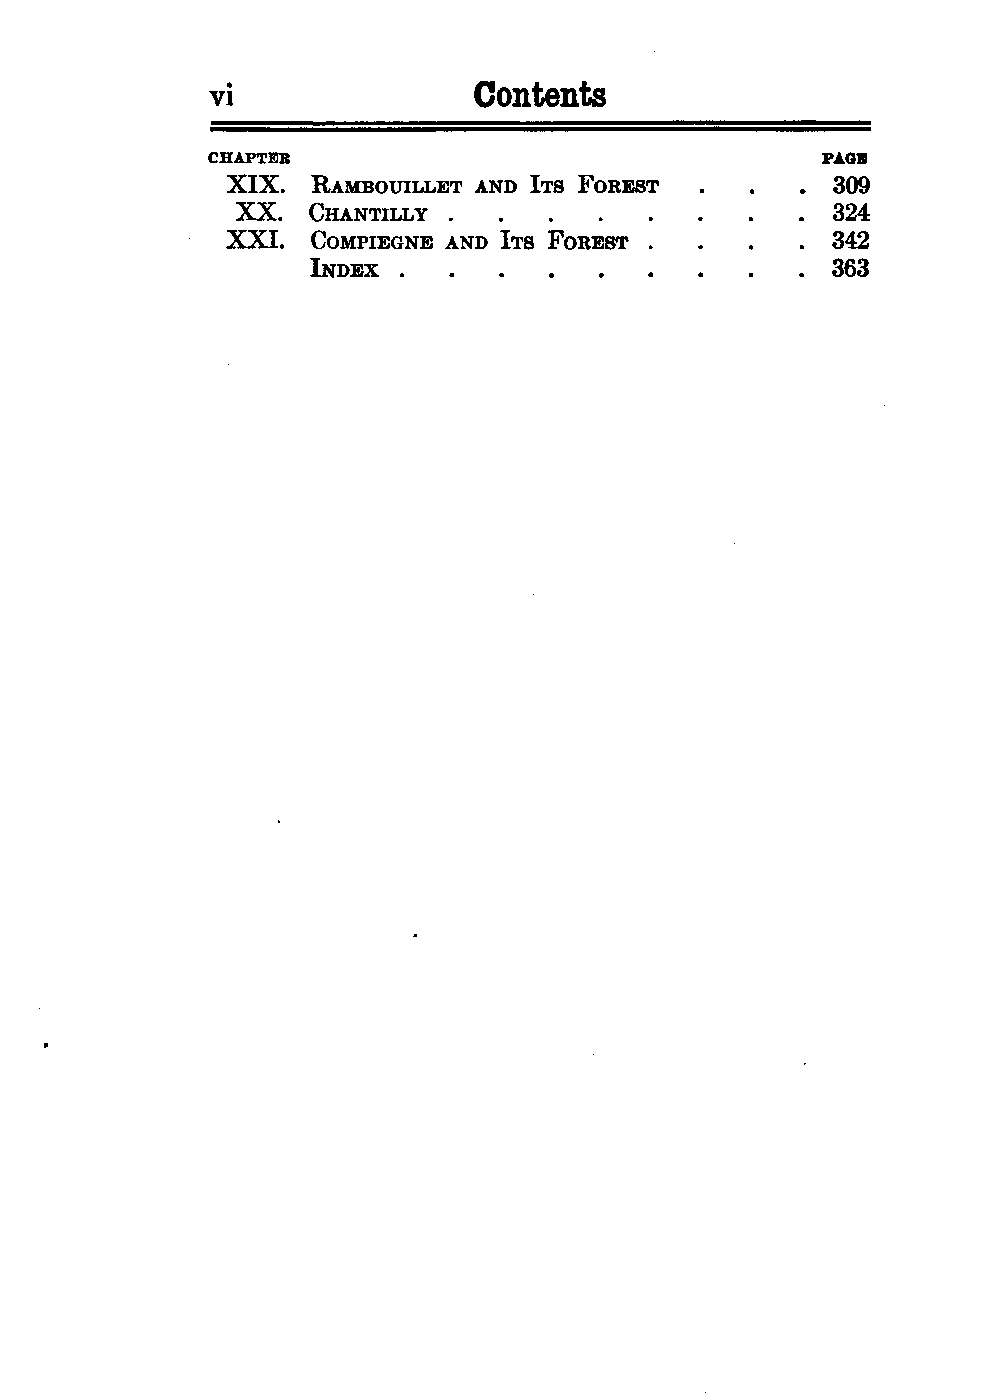 vi Contents
CHAPTER PAGE
XIX. RAMBOUILLET AND ITS FOREST . . . 309
XX. CHANTILLY . . . . . . . . 324
XXI. COMPIEGNE AND ITS FOREST . . . . 342
INDEX . . . . . . . . . 363